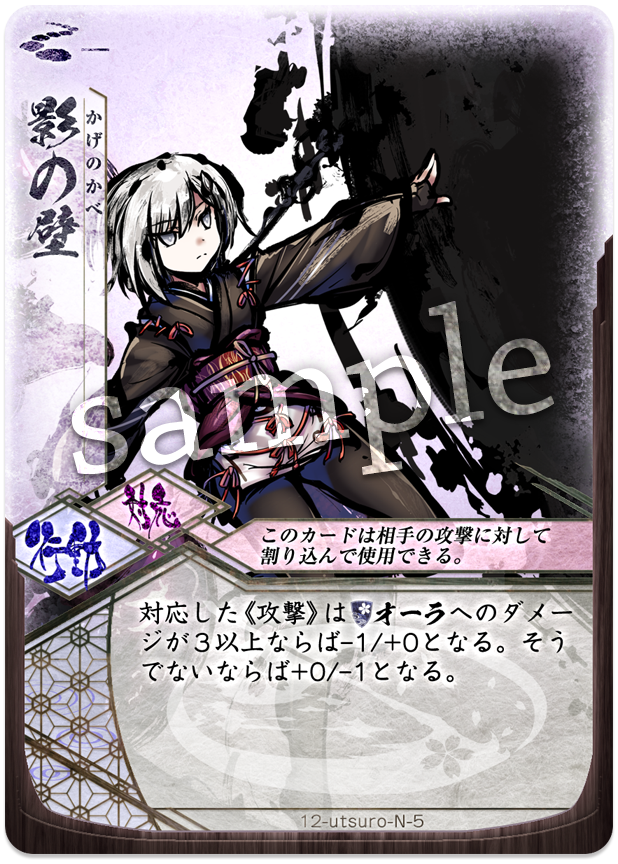 影の壁
かげのかべ
sample
対応
行動
このカードは相手の攻撃に対して
割り込んで使用できる。
対応した《攻撃》はオーラへのダメー
ジが3以上ならば-1/+0となる。そう
でないならば+0/-1となる。
12-utsuro-N-5